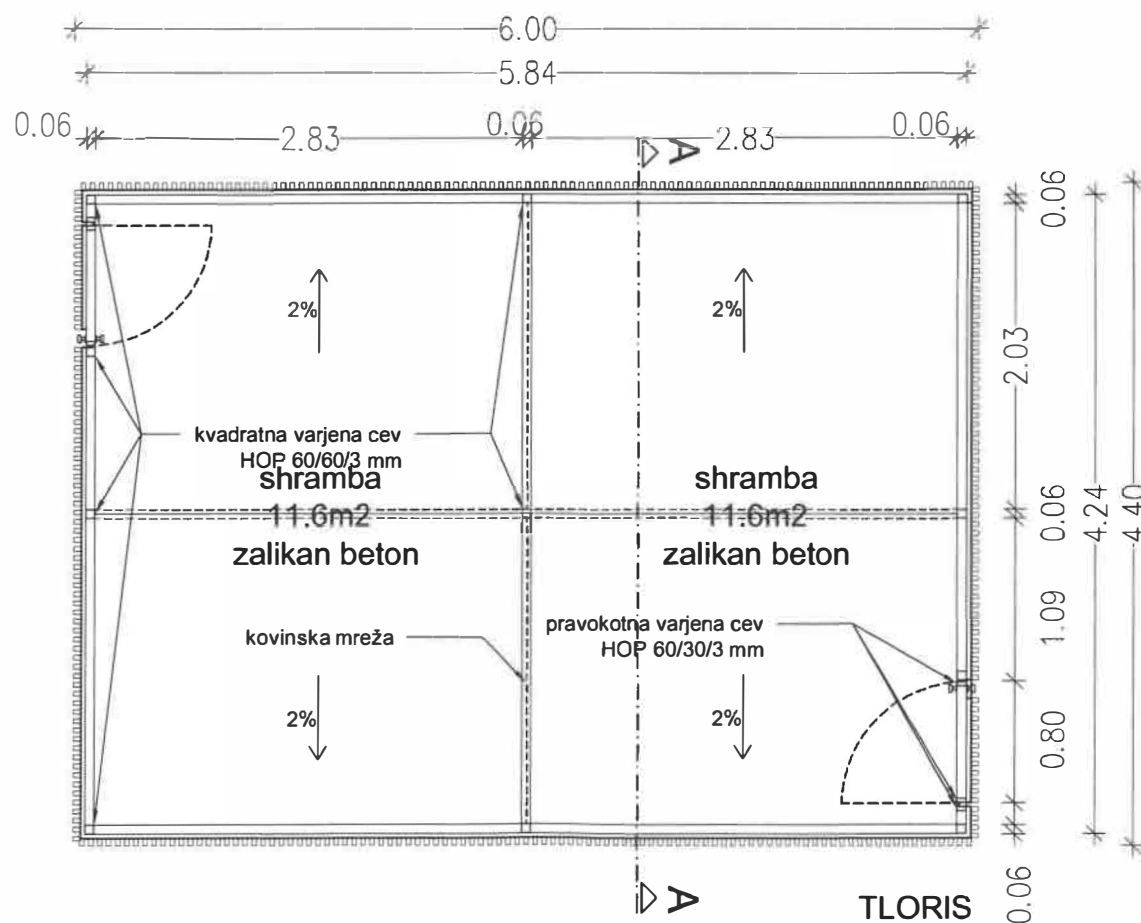 6.00
5.84
0.06 2.83 0.06 2.83 0.06
A
0.06
2%
2%
2.03
kvadratna varjena cev
HOP 60/60/3 mm
shramba
11.6m2
zalikan beton
shramba
11.6m2
zalikan beton
0.06
4.24
4.40
kovinska mreža
pravokotna varjena cev
HOP 60/30/3 mm
1.09
2%
2%
0.80
A
TLORIS
0.06